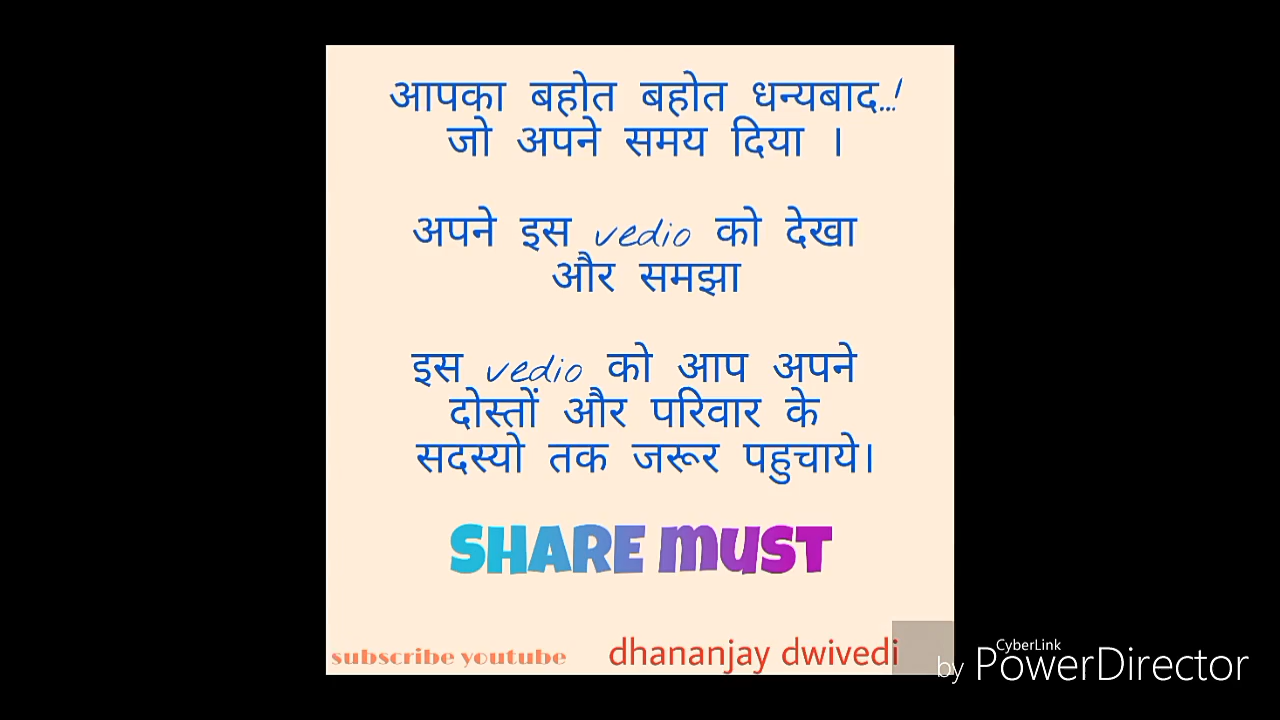 आपका बहोत बहोत धन्यबाद...!
जो अपने समय दिया ।
अपने इस vedio को देखा
और समझा
इस vedio को आप अपने
दोस्तों और परिवार के
सदस्यो तक जरूर पहुचाये।
SHARE MUST
subscribe youtube
dhananjay dwivedi
CyberLink
by PowerDirector